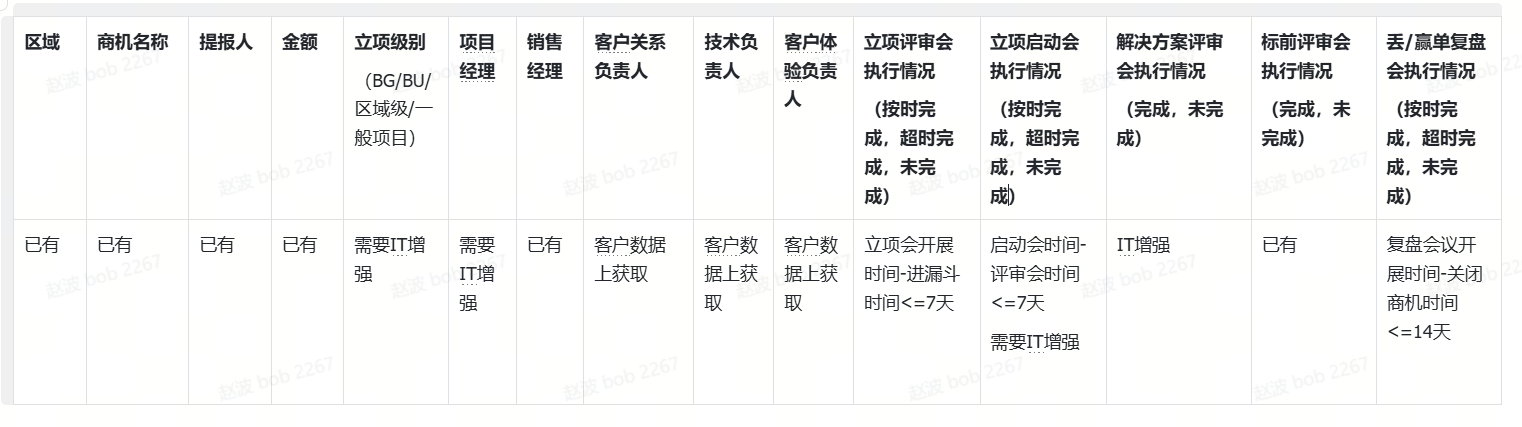 区域
商机名称
提报人
金额
立项级别
（BG/BU/
区域级/一
般项目）
项目
经理
销售
经理
客户关系
负责人
技术负
责人
客户体
验负责
人
立项评审会
执行情况
（按时完
成，超时完
成，未完
成）
立项启动会
执行情况
（按时完
成，超时完
成，未完
成）
解决方案评审
会执行情况
（完成，未完
成）
标前评审会
执行情况
（完成，未
完成）
丢/赢单复盘
会执行情况
（按时完
成，超时完
成，未完
成）
已有
已有
已有
已有
需要IT增
强
需要
IT增
强
已有
客户数据
上获取
客户数
据上获
取
客户数
据上获
取
立项会开展
时间-进漏斗
时间<=7天
启动会时间-
评审会时间
<=7天
需要IT增强
IT增强
已有
复盘会议开
展时间-关闭
商机时间
<=14天
赵波 bob 2267